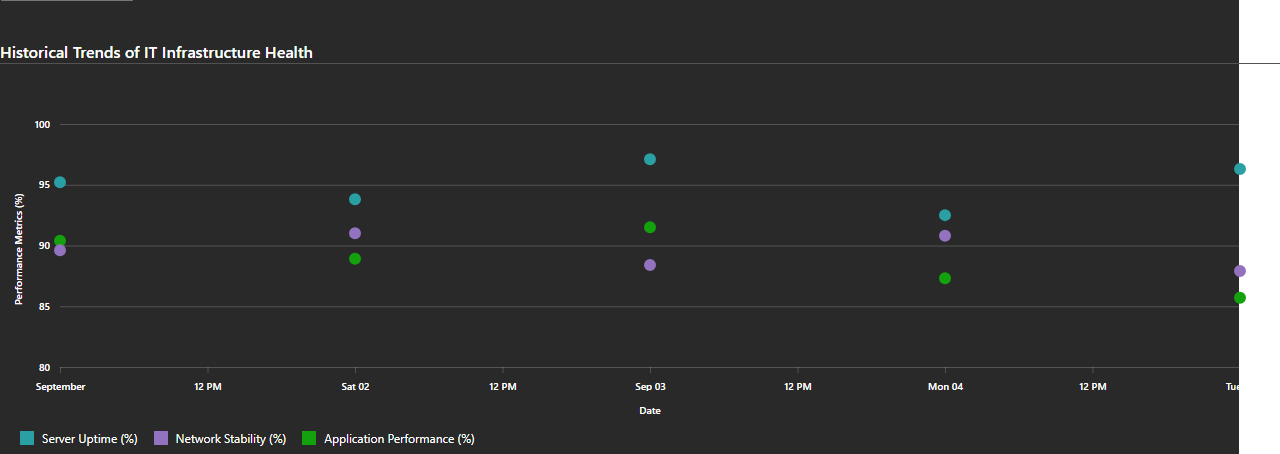 Historical Trends of IT Infrastructure Health
100
95
90
85
80
Performance Metrics (%)
September 12 PM Sat 02 12 PM Sep 03 12 PM Mon 04 12 PM Tue
Date
Server Uptime (%) Network Stability (%) Application Performance (%)